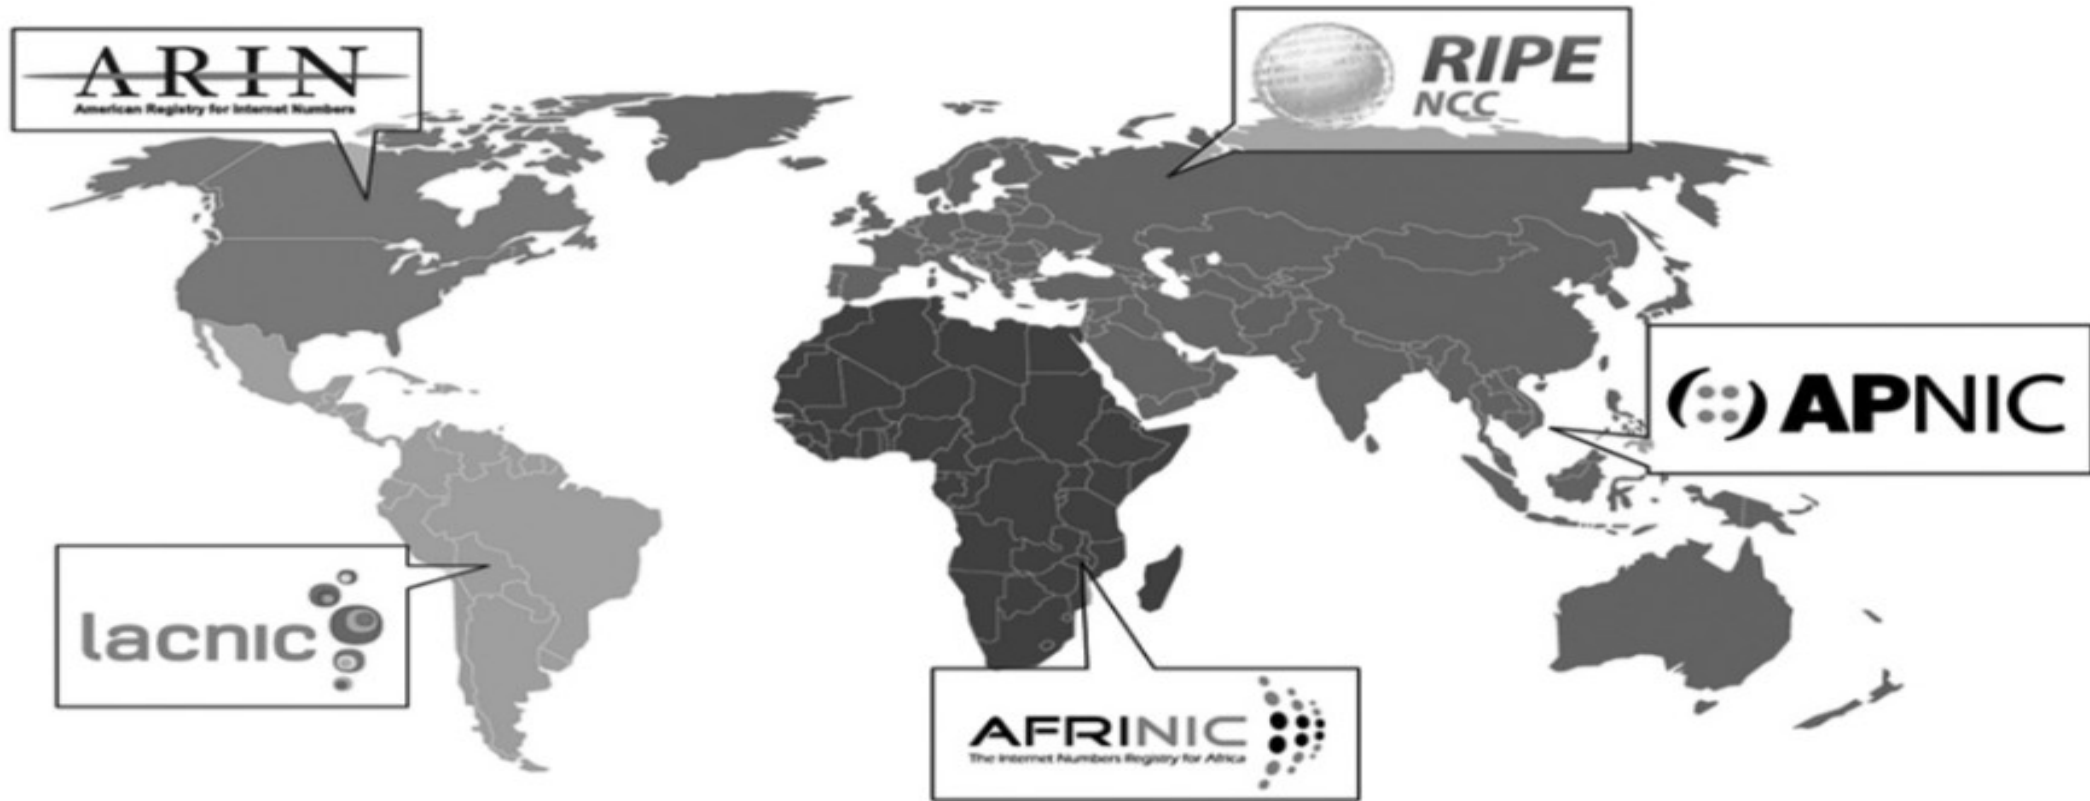 ARIN
American Registry for Internet Numbers
RIPE
NCC
APNIC
lacnic
AFRINIC
The Internet Numbers Registry for Africa